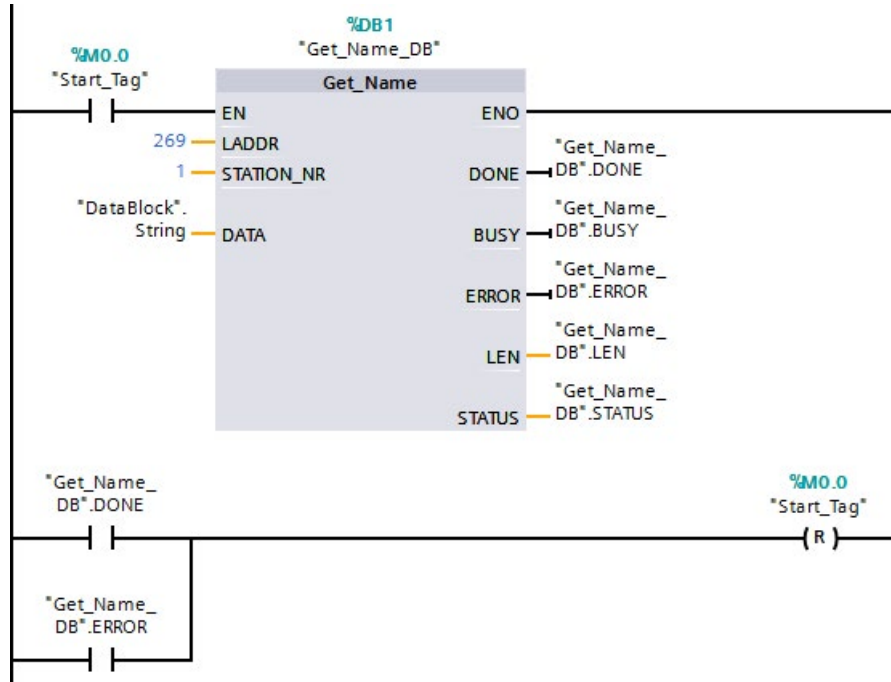 %DB1
"Get_Name_DB"
%M0.0
"Start_Tag"
Get_Name
EN
ENO
269
LADDR
1
STATION_NR
"DataBlock".
String
DATA
DONE
"Get_Name_
DB".DONE
BUSY
"Get_Name_
DB".BUSY
ERROR
"Get_Name_
DB".ERROR
LEN
"Get_Name_
DB".LEN
STATUS
"Get_Name_
DB".STATUS
"Get_Name_
DB".DONE
%M0.0
"Start_Tag"
R
"Get_Name_
DB".ERROR